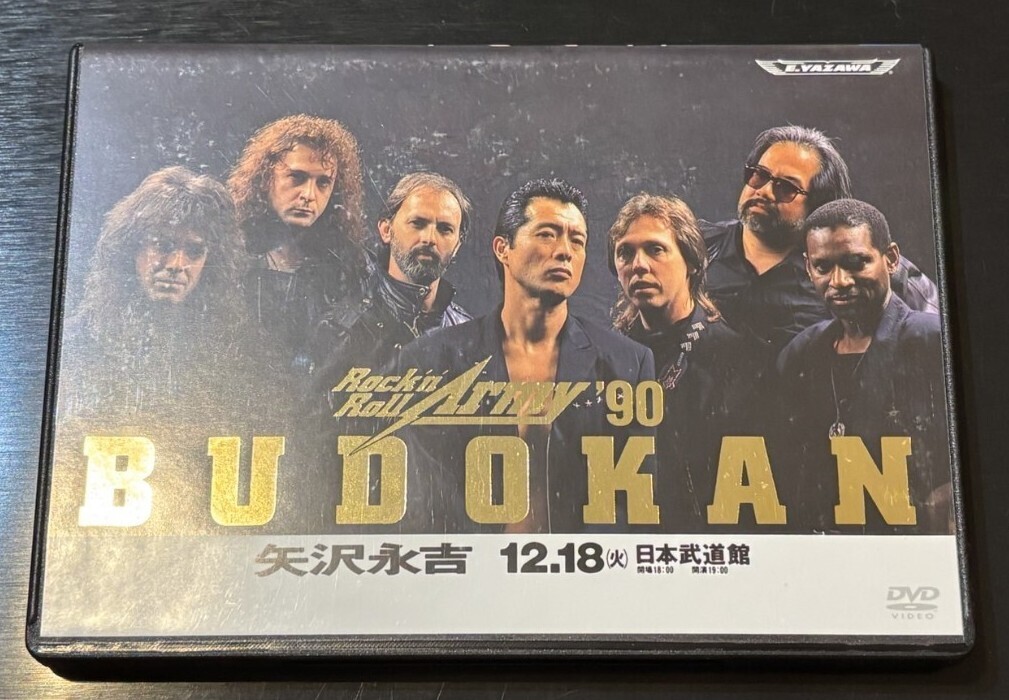 E.YAZAWA
Rock'n'
Roll Army '90
BUDOKAN
矢沢永吉 12.18(火) 日本武道館
開場18:00 開演19:00
DVD
VIDEO